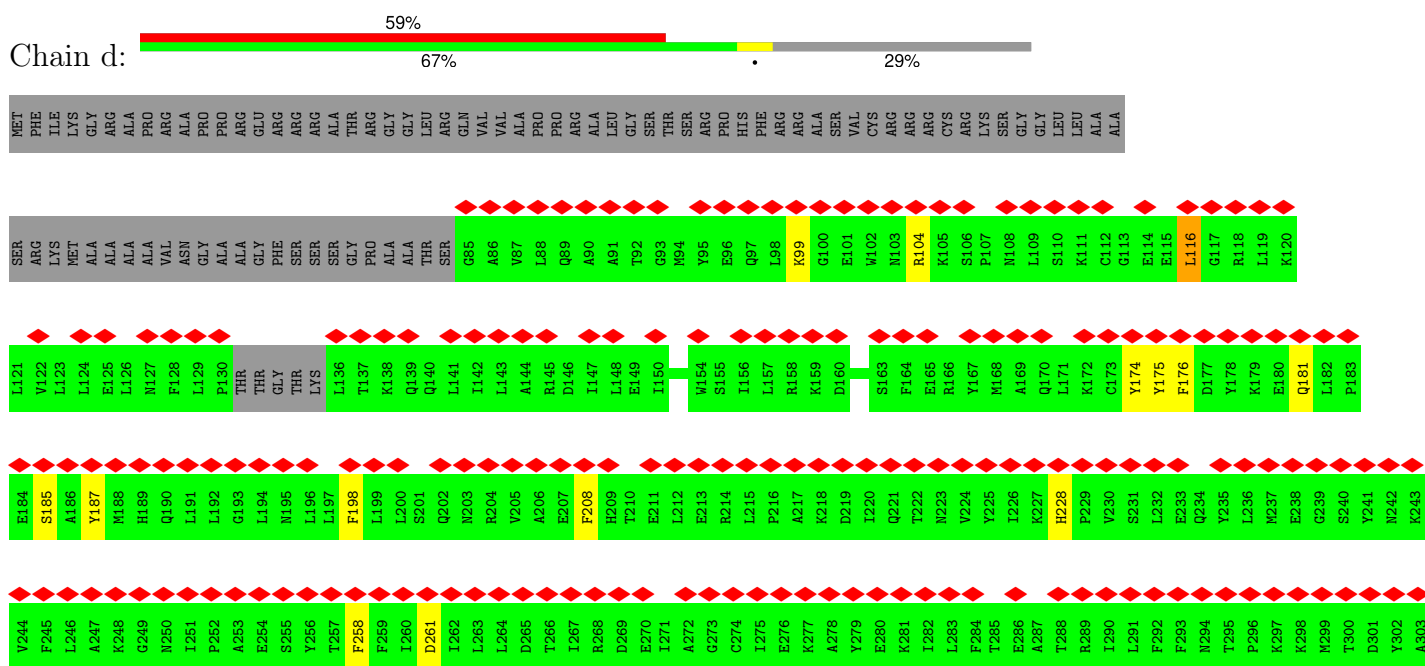 Chain d:
59%
67% • 29%
MET PHE ILE LYS GLY ARG ALA PRO ARG ALA PRO PRO ARG GLU ARG ARG ARG ALA THR ARG GLY GLY LEU ARG GLN VAL VAL ALA PRO PRO ARG ALA LEU GLY SER THR SER ARG PRO HIS PHE ARG ARG ALA SER VAL CYS ARG ARG ARG CYS ARG LYS SER GLY GLY LEU LEU ALA ALA
SER ARG LYS MET ALA ALA ALA ALA VAL ASN GLY ALA ALA GLY PHE SER SER SER GLY PRO ALA ALA THR SER G85 A86 V87 L88 Q89 A90 A91 T92 G93 M94 Y95 E96 Q97 L98 K99 G100 E101 W102 N103 R104 K105 S106 P107 N108 L109 S110 K111 C112 G113 E114 E115 L116 G117 R118 L119 K120
L121 V122 L123 L124 E125 L126 N127 F128 L129 P130 THR THR GLY THR LYS L136 T137 K138 Q139 Q140 L141 I142 L143 A144 R145 D146 I147 L148 E149 I150 W154 S155 I156 L157 R158 K159 D160 S163 F164 E165 R166 Y167 M168 A169 Q170 L171 K172 C173 Y174 Y175 F176 D177 Y178 K179 E180 Q181 L182 P183
E184 S185 A186 Y187 M188 H189 Q190 L191 L192 G193 L194 N195 L196 L197 F198 L199 L200 S201 Q202 N203 R204 V205 A206 E207 F208 H209 T210 E211 L212 E213 R214 L215 P216 A217 K218 D219 I220 Q221 T222 N223 V224 Y225 I226 K227 H228 P229 V230 S231 L232 E233 Q234 Y235 L236 M237 E238 G239 S240 Y241 N242 K243
V244 F245 L246 A247 K248 G249 N250 I251 P252 A253 E254 S255 Y256 T257 F258 F259 I260 D261 I262 L263 L264 D265 T266 I267 R268 D269 E270 I271 A272 G273 C274 I275 E276 K277 A278 Y279 E280 K281 I282 L283 F284 T285 E286 A287 T288 R289 I290 L291 F292 F293 N294 T295 P296 K297 K298 M299 T300 D301 Y302 A303